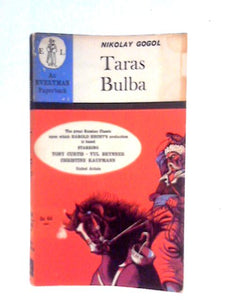 NIKOLAY GOGOL
Taras
Bulba
E L
An
EVERYMAN
Paperback
The great Russian Classic
upon which HAROLD HECHT'S production
is based
STARRING
TONY CURTIS - YUL BRYNNER
CHRISTINE KAUFMANN
United Artists